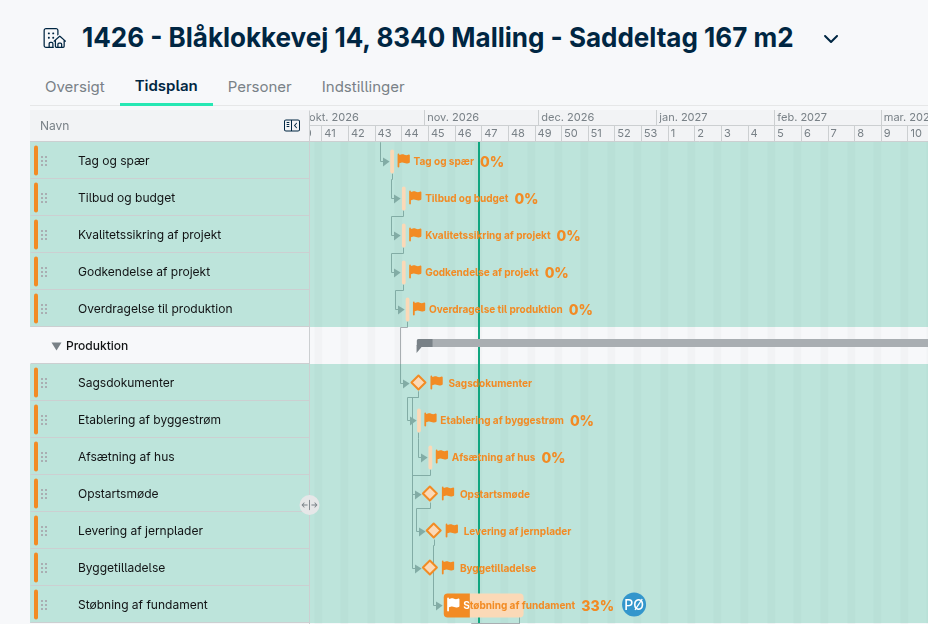 1426 - Blåklokkevej 14, 8340 Malling - Saddeltag 167 m2
Oversigt Tidsplan Personer Indstillinger
Navn
okt. 2026 nov. 2026 dec. 2026 jan. 2027 feb. 2027 mar. 202
41 42 43 44 45 46 47 48 49 50 51 52 53 1 2 3 4 5 6 7 8 9 10
Tag og spær Tag og spær 0%
Tilbud og budget Tilbud og budget 0%
Kvalitetssikring af projekt Kvalitetssikring af projekt 0%
Godkendelse af projekt Godkendelse af projekt 0%
Overdragelse til produktion Overdragelse til produktion 0%
Produktion
Sagsdokumenter Sagsdokumenter
Etablering af byggestrøm Etablering af byggestrøm 0%
Afsætning af hus Afsætning af hus 0%
Opstartsmøde Opstartsmøde
Levering af jernplader Levering af jernplader
Byggetilladelse Byggetilladelse
Støbning af fundament Støbning af fundament 33% PØ